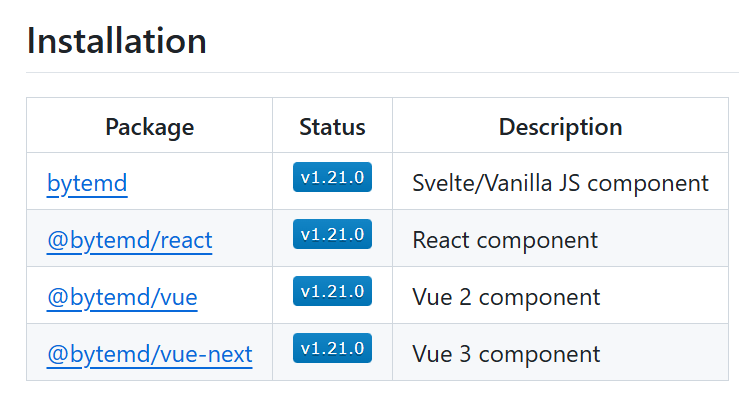 Installation
Package Status Description
bytemd v1.21.0 Svelte/Vanilla JS component
@bytemd/react v1.21.0 React component
@bytemd/vue v1.21.0 Vue 2 component
@bytemd/vue-next v1.21.0 Vue 3 component